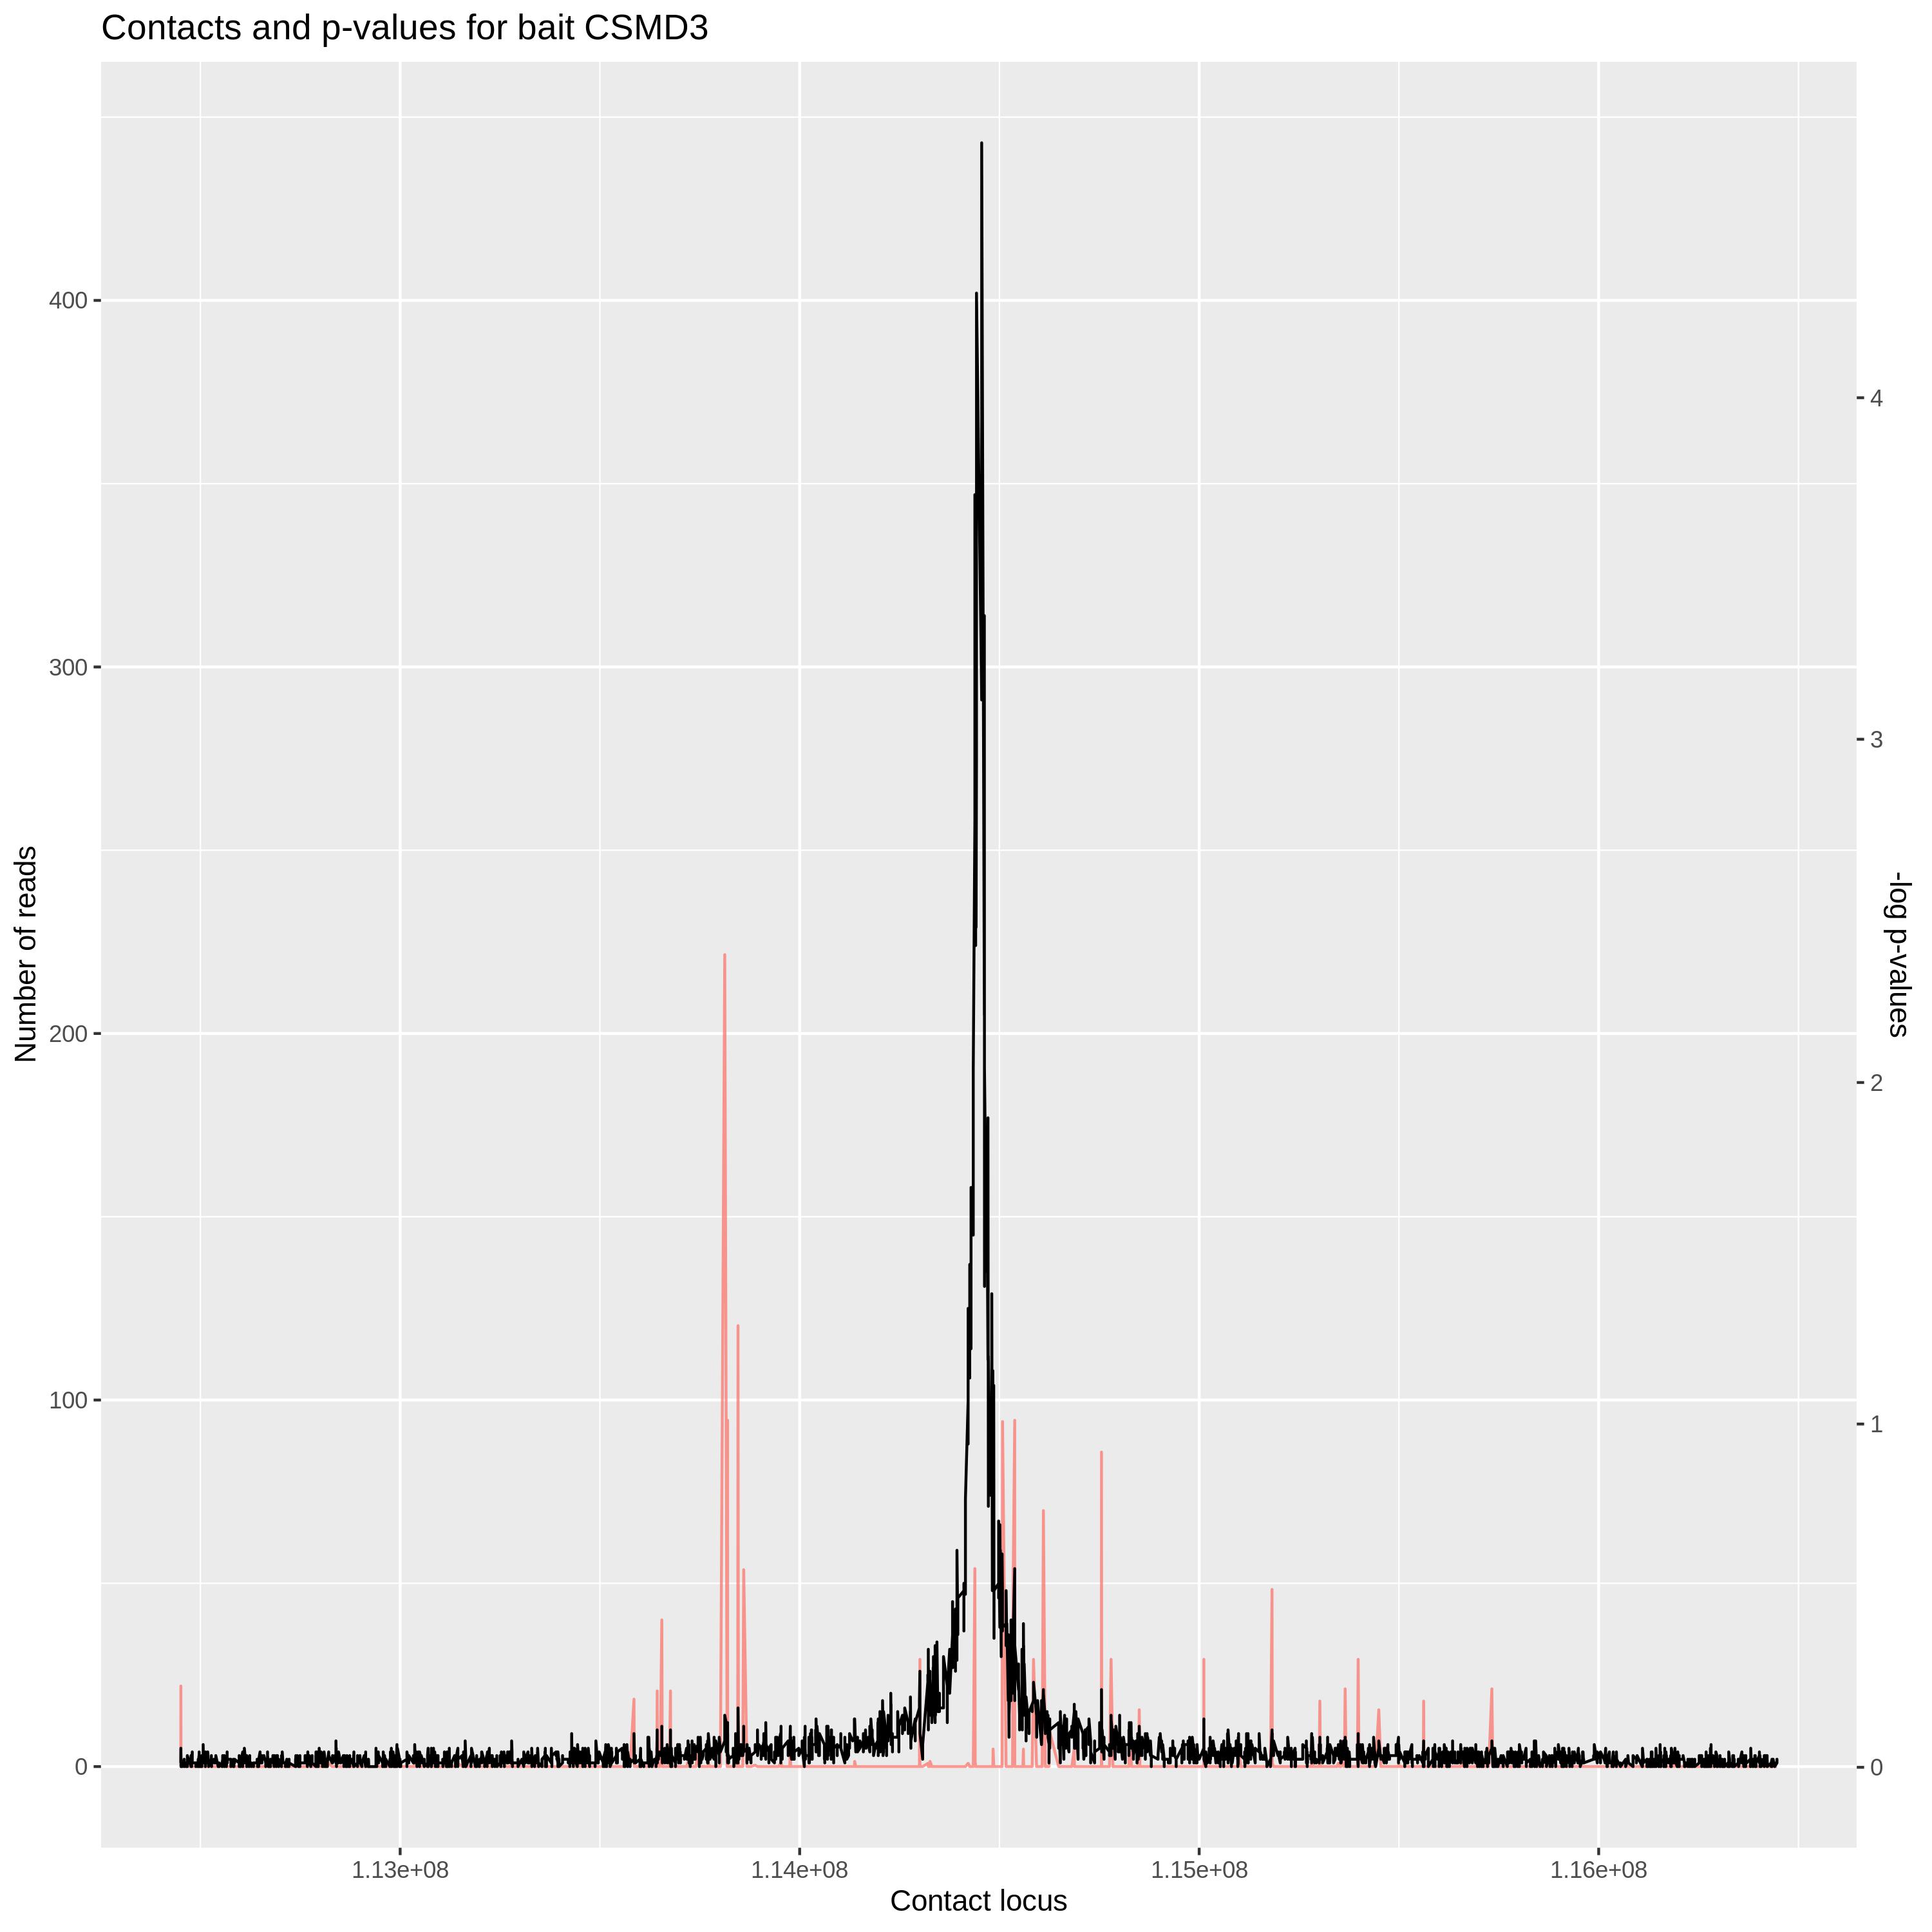 Contacts and p-values for bait CSMD3
400
300
200
100
0
Number of reads
4
3
2
1
0
-log p-values
1.13e+08
1.14e+08
1.15e+08
1.16e+08
Contact locus